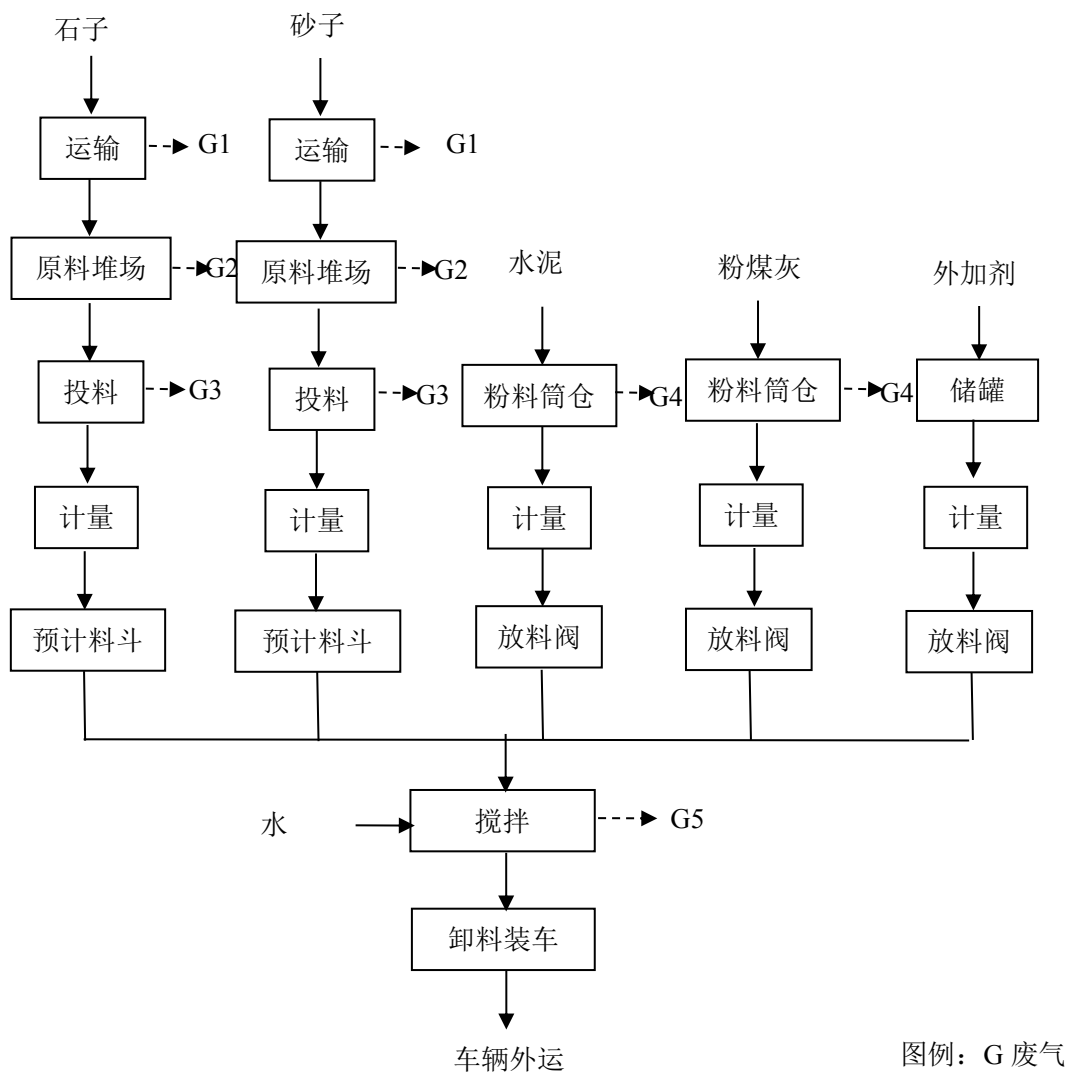 石子
砂子
运输
G1
运输
G1
原料堆场
G2
原料堆场
G2
水泥
粉煤灰
外加剂
投料
G3
投料
G3
粉料筒仓
G4
粉料筒仓
G4
储罐
计量
计量
计量
计量
计量
预计料斗
预计料斗
放料阀
放料阀
放料阀
水
搅拌
G5
卸料装车
车辆外运
图例：G 废气